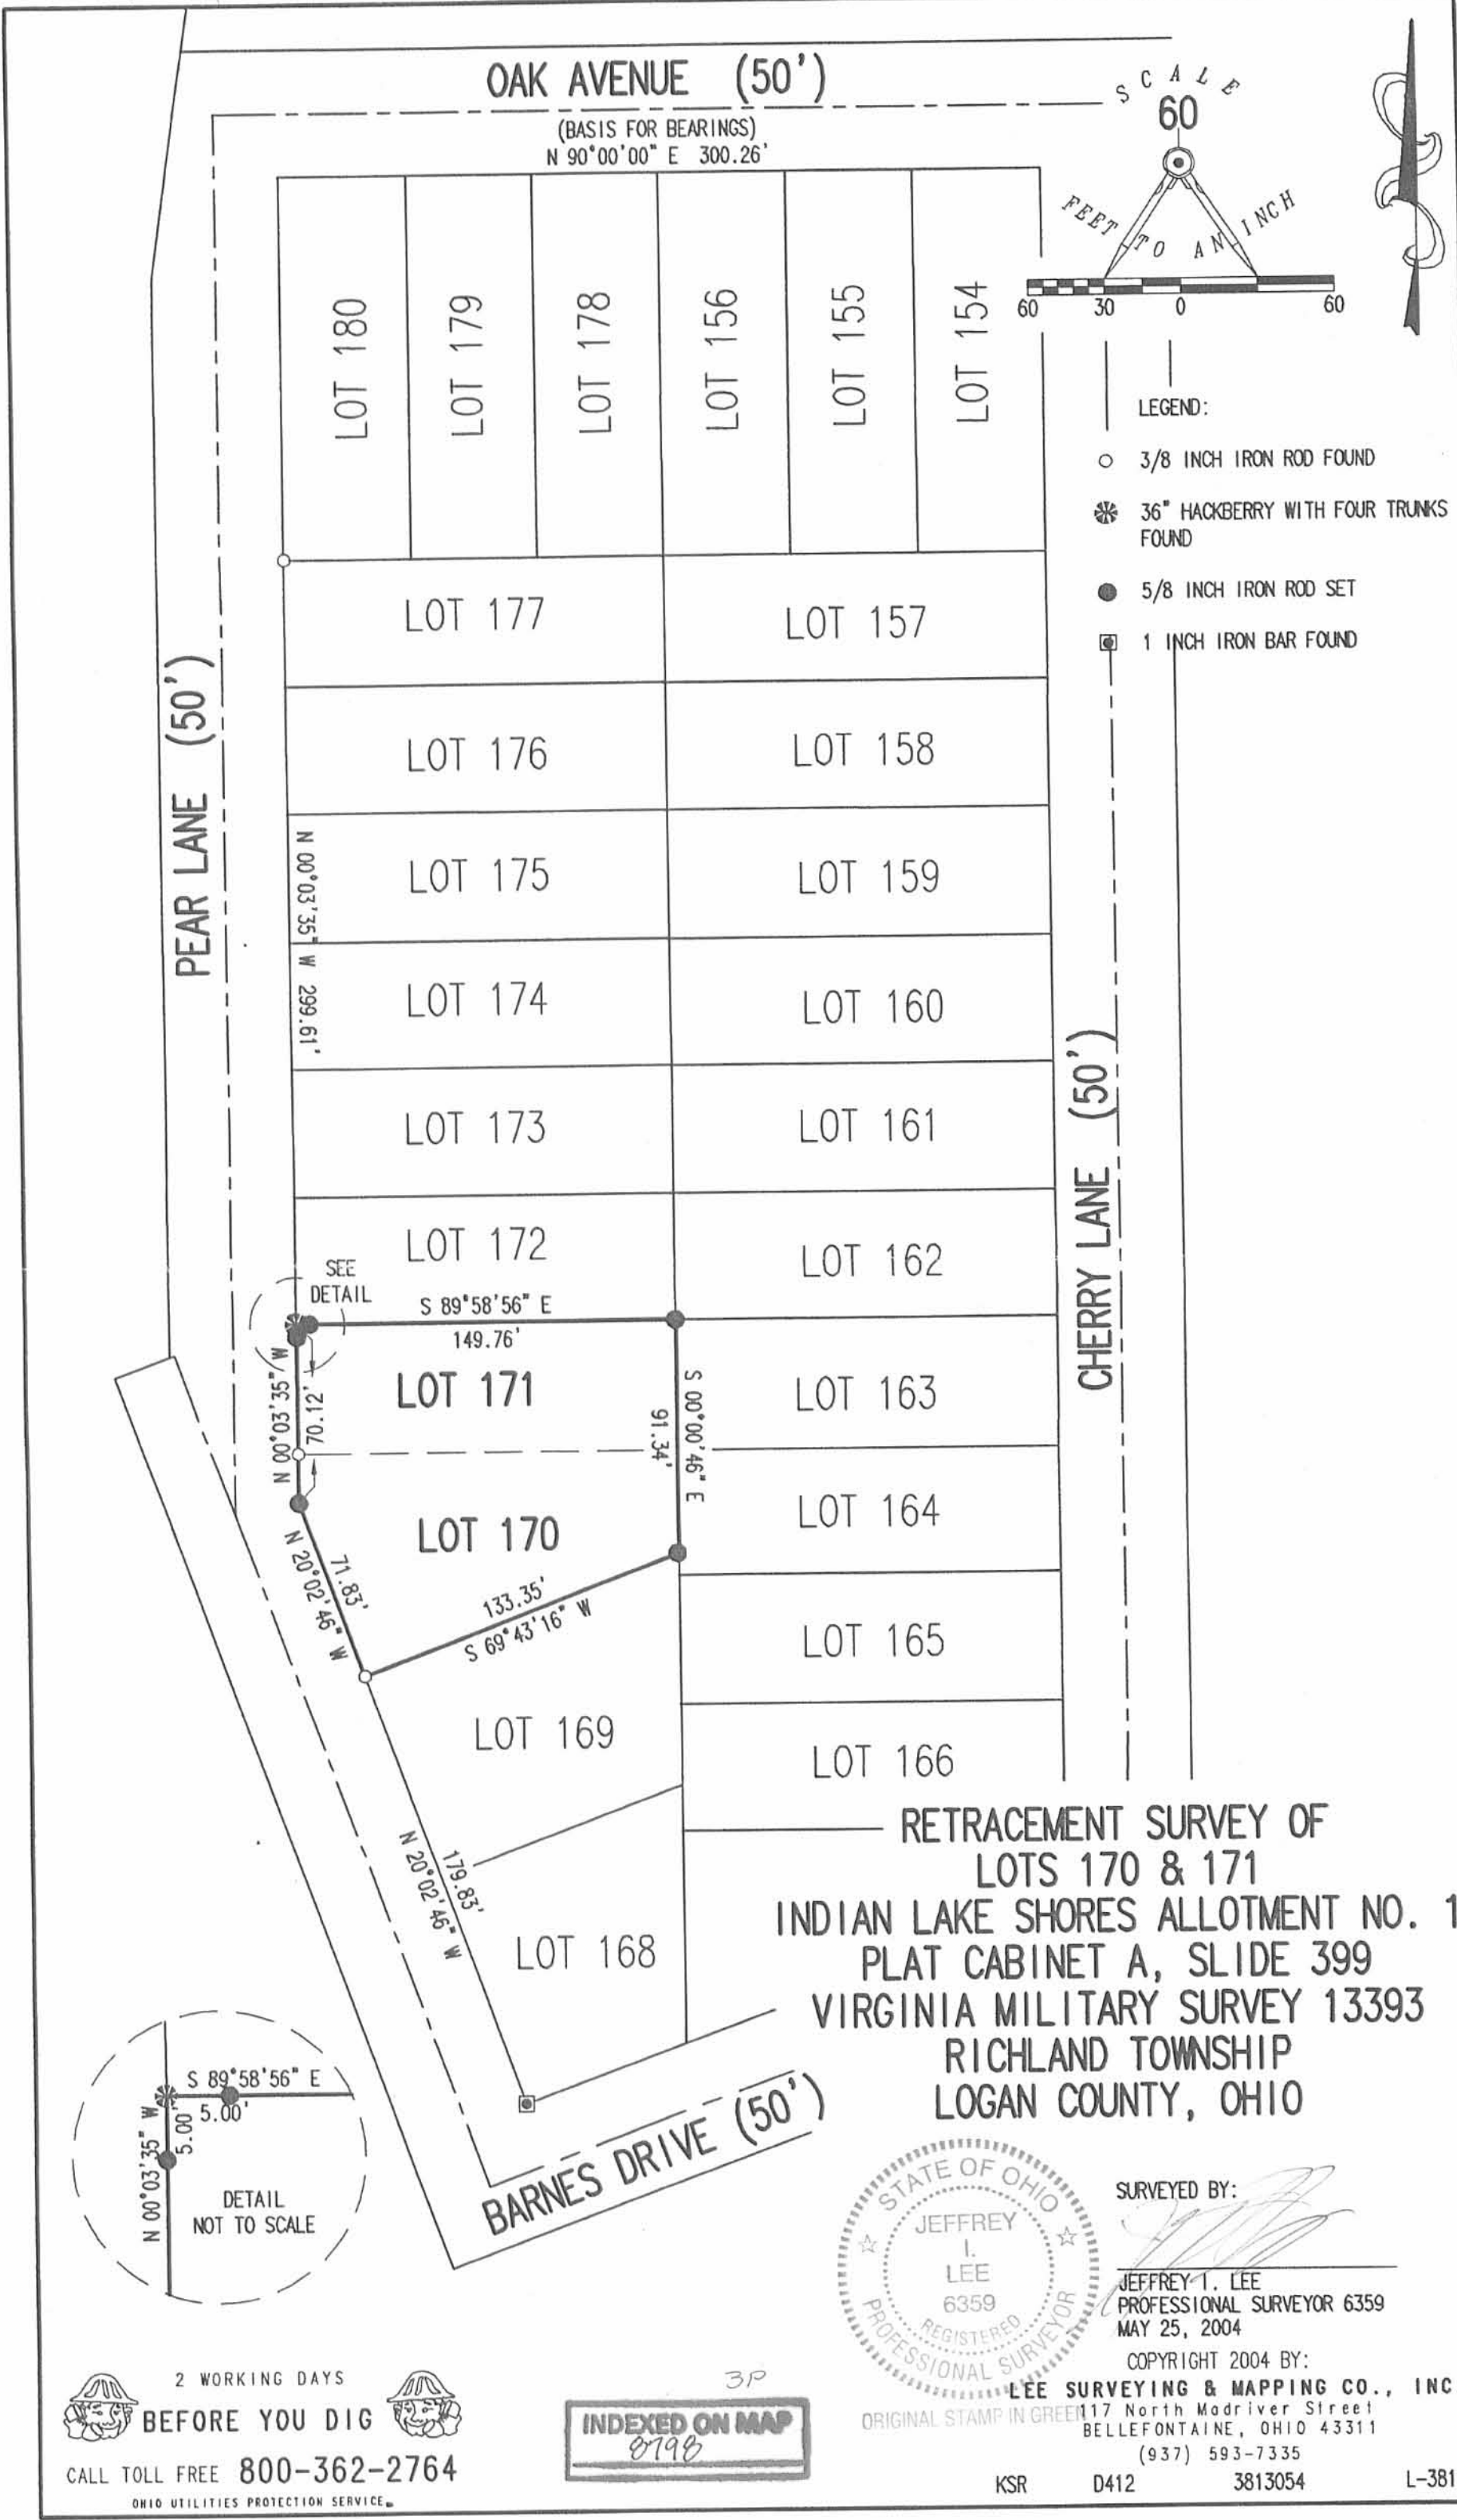 OAK AVENUE (50')
(BASIS FOR BEARINGS)
N 90°00'00" E 300.26'
SCALE
60
FEET TO AN INCH
60 30 0 60
LOT 180
LOT 179
LOT 178
LOT 156
LOT 155
LOT 154
LEGEND:
3/8 INCH IRON ROD FOUND
36" HACKBERRY WITH FOUR TRUNKS
FOUND
5/8 INCH IRON ROD SET
1 INCH IRON BAR FOUND
PEAR LANE (50')
LOT 177
LOT 157
LOT 176
LOT 158
N 00°03'35" W 299.61'
LOT 175
LOT 159
LOT 174
LOT 160
LOT 173
LOT 161
CHERRY LANE (50')
LOT 172
LOT 162
SEE
DETAIL
S 89°58'56" E
149.76'
N 00°03'35" W
70.12'
LOT 171
LOT 163
S 00°00'46" E
91.34'
LOT 170
LOT 164
N 20°02'46" W
71.83'
133.35'
S 69°43'16" W
LOT 165
LOT 169
LOT 166
179.83'
N 20°02'46" W
LOT 168
RETRACEMENT SURVEY OF
LOTS 170 & 171
INDIAN LAKE SHORES ALLOTMENT NO. 1
PLAT CABINET A, SLIDE 399
VIRGINIA MILITARY SURVEY 13393
RICHLAND TOWNSHIP
LOGAN COUNTY, OHIO
BARNES DRIVE (50')
S 89°58'56" E
5.00'
N 00°03'35" W
5.00'
DETAIL
NOT TO SCALE
STATE OF OHIO
JEFFREY
I.
LEE
6359
REGISTERED
PROFESSIONAL SURVEYOR
SURVEYED BY:
JEFFREY I. LEE
PROFESSIONAL SURVEYOR 6359
MAY 25, 2004
COPYRIGHT 2004 BY:
LEE SURVEYING & MAPPING CO., INC
ORIGINAL STAMP IN GREEN
117 North Madriver Street
BELLEFONTAINE, OHIO 43311
(937) 593-7335
KSR D412 3813054 L-381
2 WORKING DAYS
BEFORE YOU DIG
CALL TOLL FREE 800-362-2764
OHIO UTILITIES PROTECTION SERVICE
3P
INDEXED ON MAP
8798